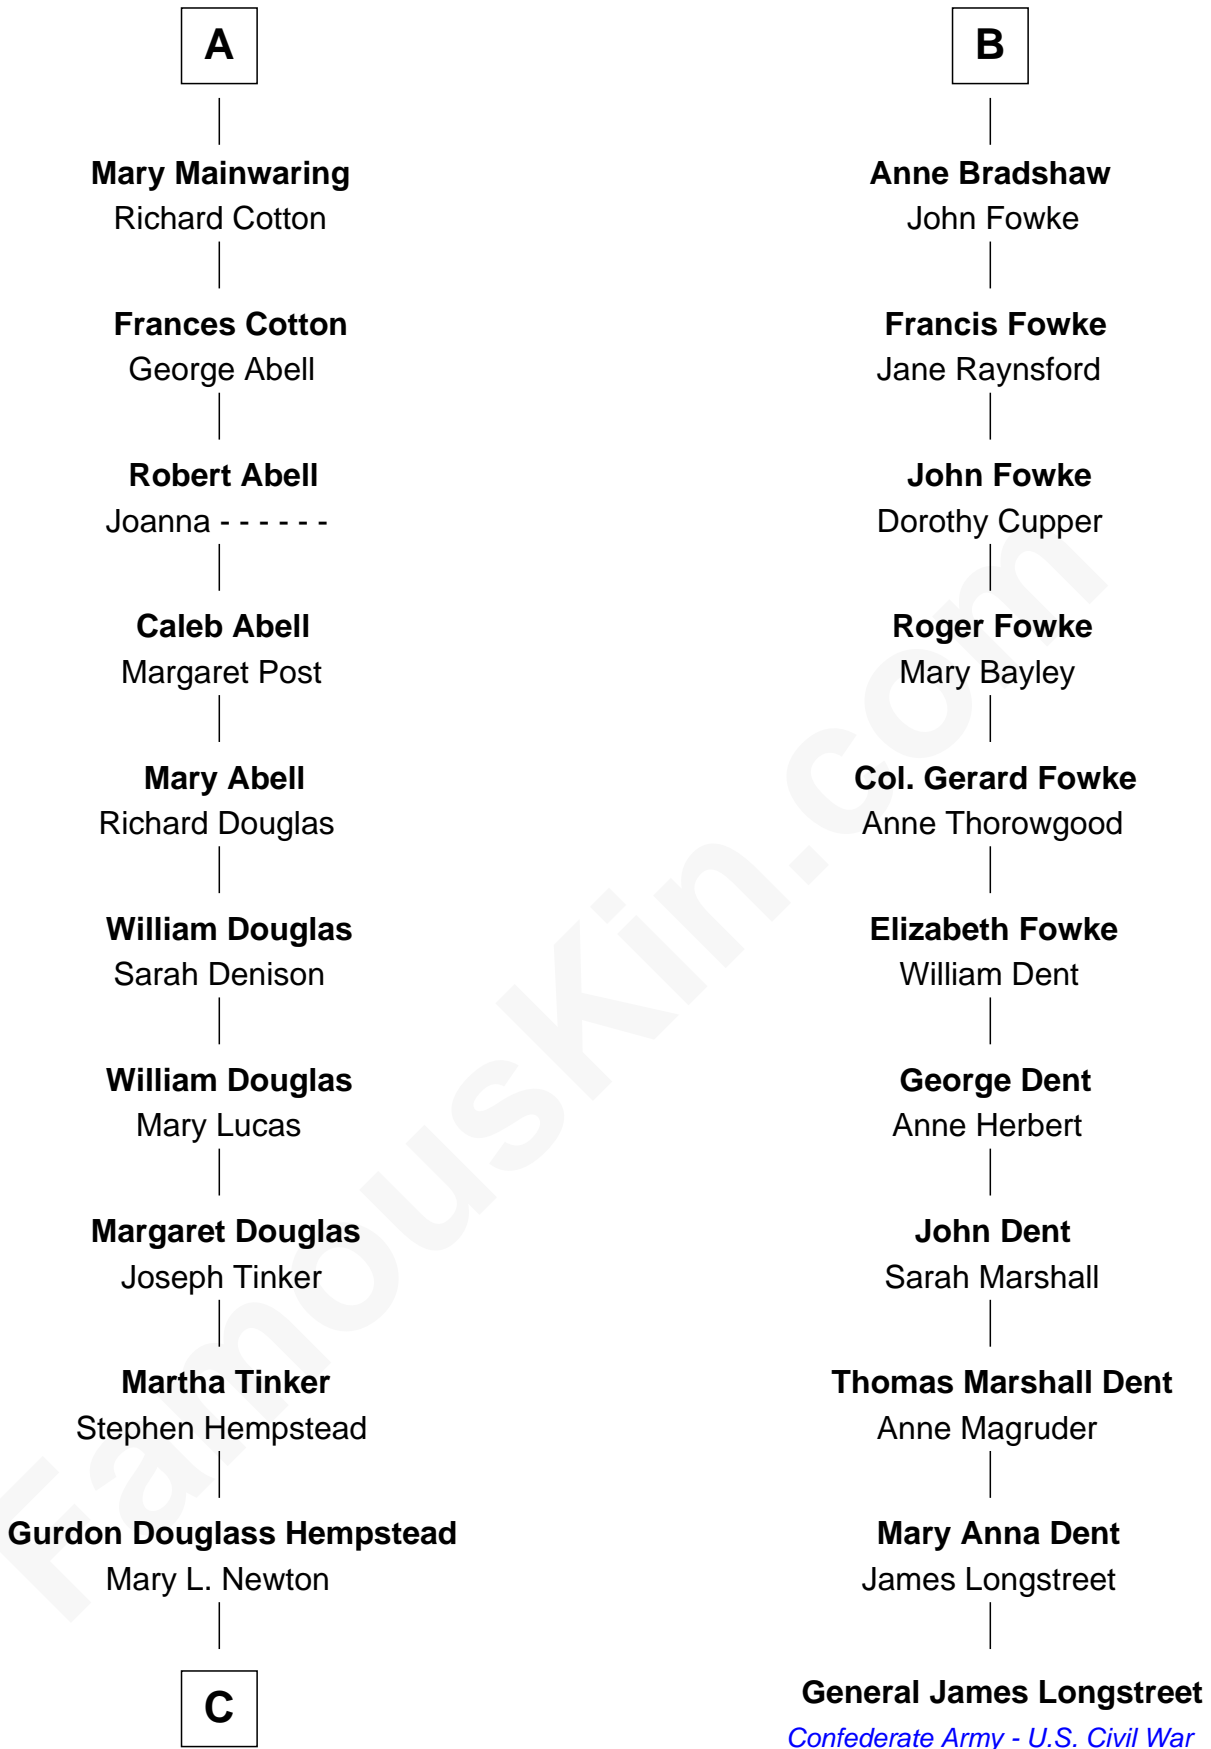 A
Mary Mainwaring
Richard Cotton
Frances Cotton
George Abell
Robert Abell
Joanna - - - - - -
Caleb Abell
Margaret Post
Mary Abell
Richard Douglas
William Douglas
Sarah Denison
William Douglas
Mary Lucas
Margaret Douglas
Joseph Tinker
Martha Tinker
Stephen Hempstead
Gurdon Douglass Hempstead
Mary L. Newton
C
B
Anne Bradshaw
John Fowke
Francis Fowke
Jane Raynsford
John Fowke
Dorothy Cupper
Roger Fowke
Mary Bayley
Col. Gerard Fowke
Anne Thorowgood
Elizabeth Fowke
William Dent
George Dent
Anne Herbert
John Dent
Sarah Marshall
Thomas Marshall Dent
Anne Magruder
Mary Anna Dent
James Longstreet
General James Longstreet
Confederate Army - U.S. Civil War
FamousKin.com